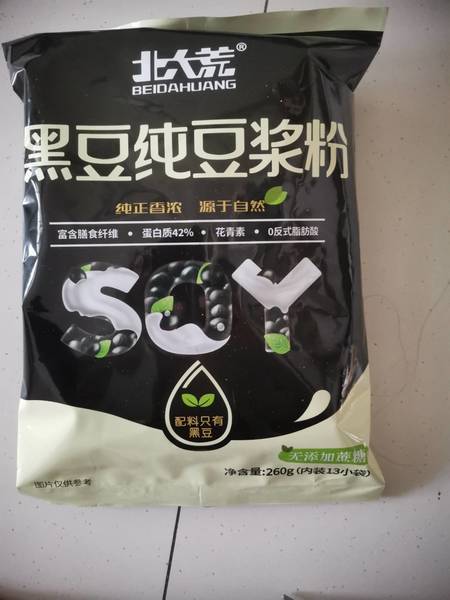 北大荒®
BEIDAHUANG
黑豆纯豆浆粉
纯正香浓 源于自然
富含膳食纤维 • 蛋白质42% • 花青素 • 0反式脂肪酸
SOY
配料只有
黑豆
无添加蔗糖
净含量:260g(内装13小袋)
图片仅供参考